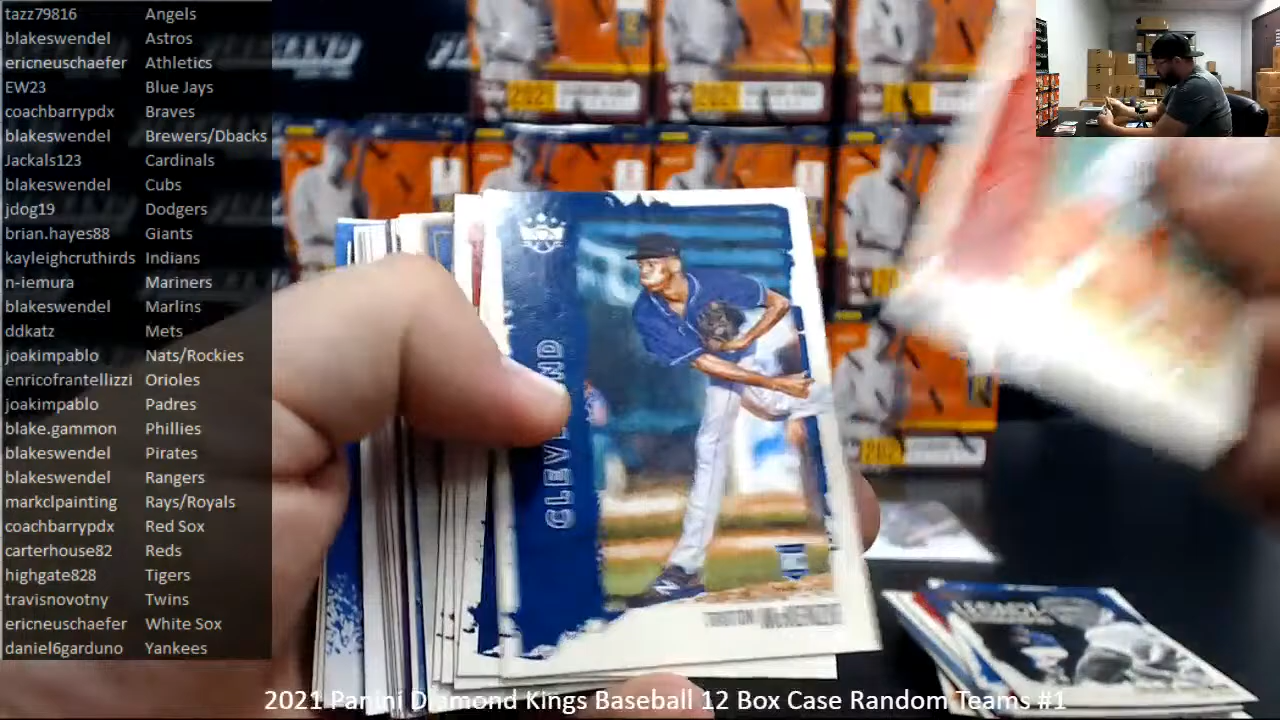 tazz79816 Angels
blakeswendel Astros
ericneuschaefer Athletics
EW23 Blue Jays
coachbarrypdx Braves
blakeswendel Brewers/Dbacks
Jackals123 Cardinals
blakeswendel Cubs
jdog19 Dodgers
brian.hayes88 Giants
kayleighcruthirds Indians
n-iemura Mariners
blakeswendel Marlins
ddkatz Mets
joakimpablo Nats/Rockies
enricofrantellizzi Orioles
joakimpablo Padres
blake.gammon Phillies
blakeswendel Pirates
blakeswendel Rangers
markclpainting Rays/Royals
coachbarrypdx Red Sox
carterhouse82 Reds
highgate828 Tigers
travisnovotny Twins
ericneuschaefer White Sox
daniel6garduno Yankees
2021
2021
2021 Panini Diamond Kings Baseball 12 Box Case Random Teams #1